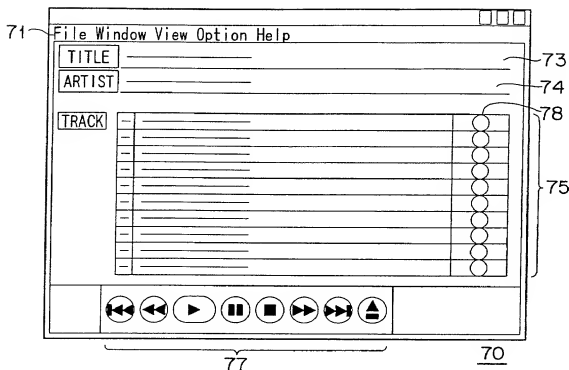 71 File Window View Option Help
TITLE 73
ARTIST 74
78
TRACK
75
77
70